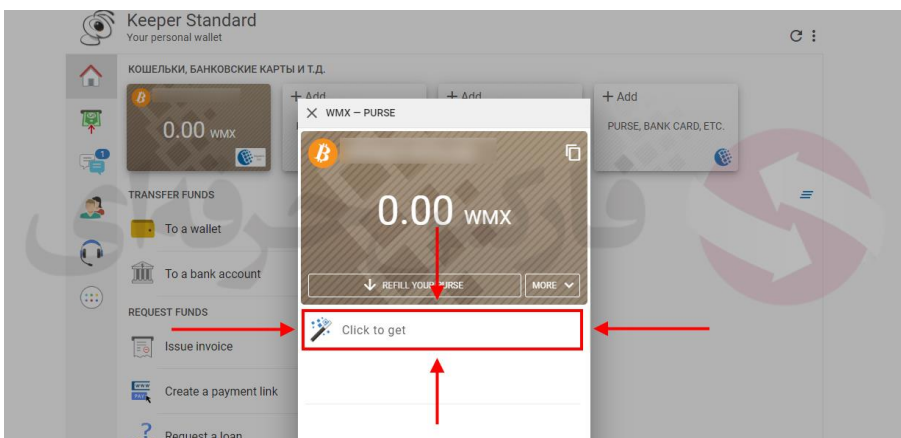 Keeper Standard
Your personal wallet
КОШЕЛЬКИ, БАНКОВСКИЕ КАРТЫ И Т.Д.
0.00 WMX
+ Add
+ Add
+ Add
PURSE, BANK CARD, ETC.
WMX – PURSE
0.00 WMX
REFILL YOUR PURSE
MORE
Click to get
TRANSFER FUNDS
To a wallet
To a bank account
REQUEST FUNDS
Issue invoice
Create a payment link
Request a loan